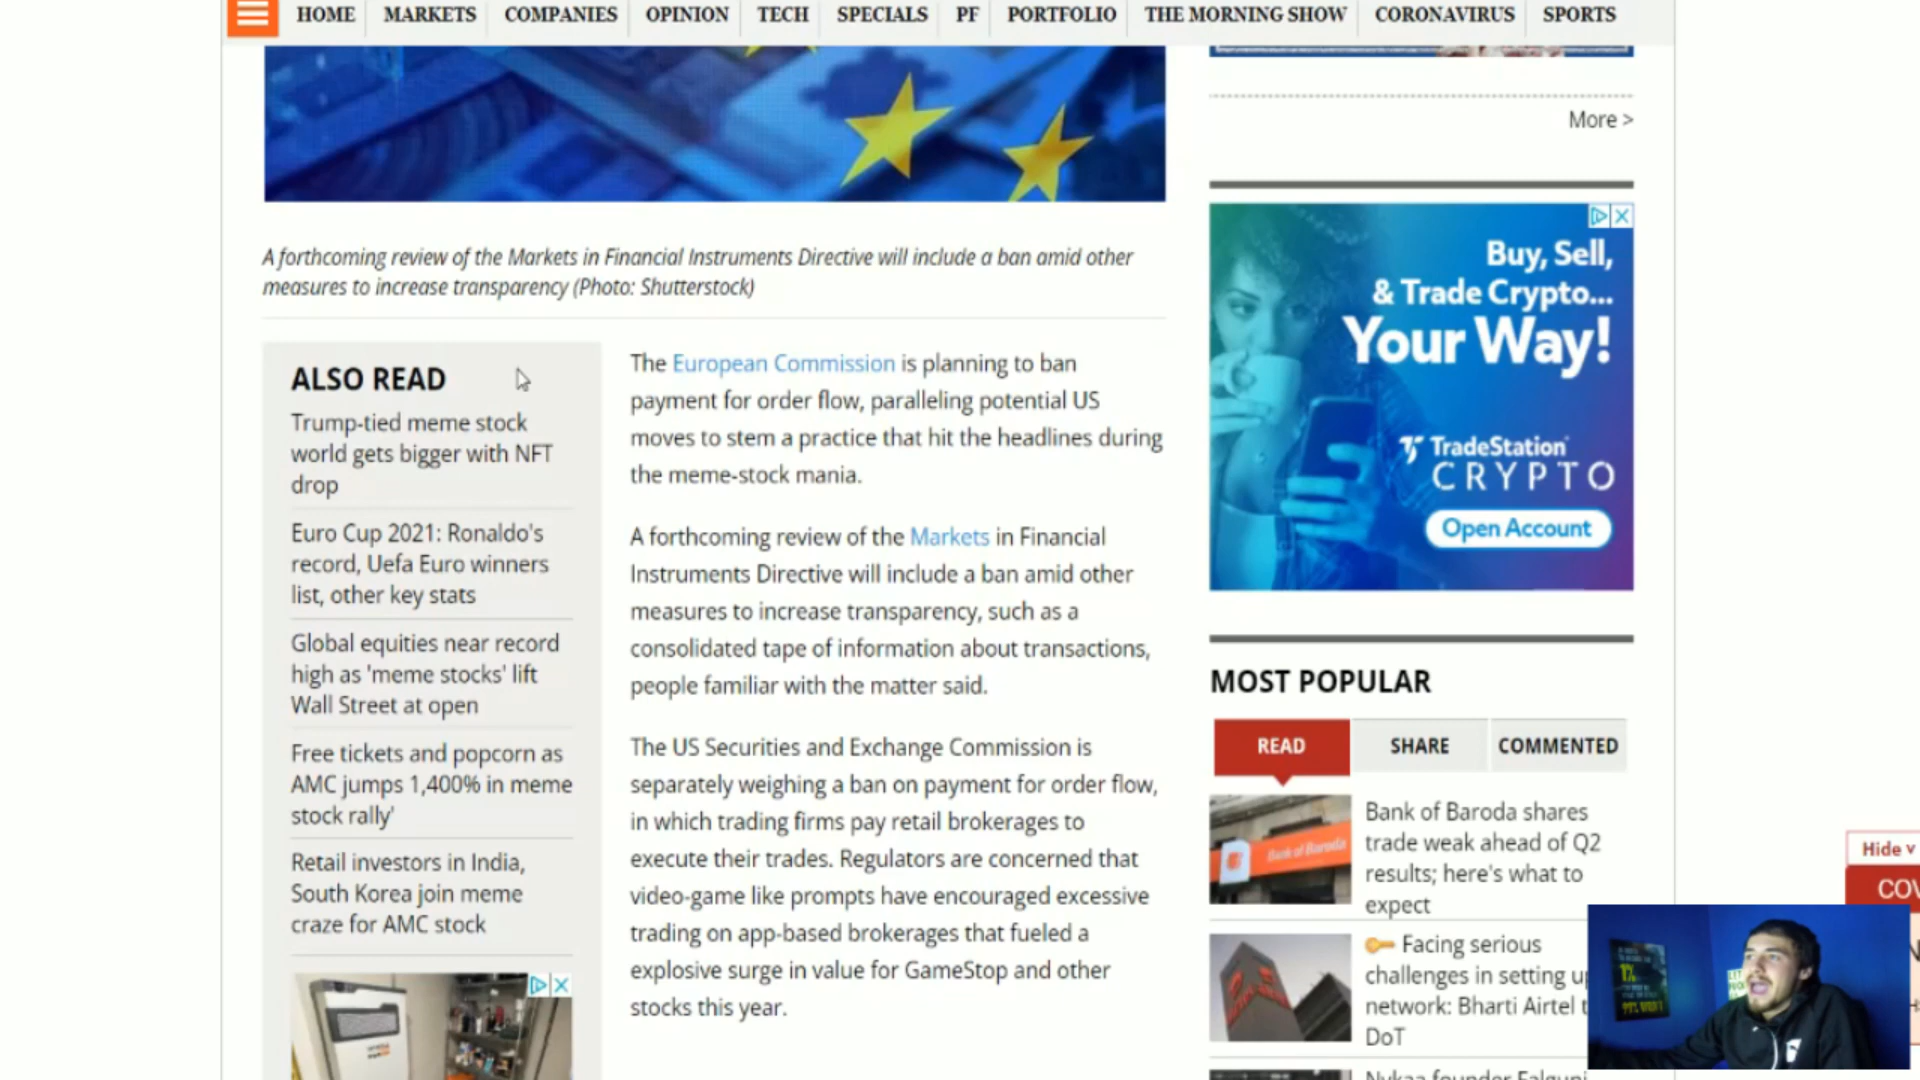 HOME
MARKETS
COMPANIES
OPINION
TECH
SPECIALS
PF
PORTFOLIO
THE MORNING SHOW
CORONAVIRUS
SPORTS
A forthcoming review of the Markets in Financial Instruments Directive will include a ban amid other
measures to increase transparency (Photo: Shutterstock)
ALSO READ
Trump-tied meme stock
world gets bigger with NFT
drop
Euro Cup 2021: Ronaldo's
record, Uefa Euro winners
list, other key stats
Global equities near record
high as 'meme stocks' lift
Wall Street at open
Free tickets and popcorn as
AMC jumps 1,400% in meme
stock rally'
Retail investors in India,
South Korea join meme
craze for AMC stock
The European Commission is planning to ban
payment for order flow, paralleling potential US
moves to stem a practice that hit the headlines during
the meme-stock mania.
A forthcoming review of the Markets in Financial
Instruments Directive will include a ban amid other
measures to increase transparency, such as a
consolidated tape of information about transactions,
people familiar with the matter said.
The US Securities and Exchange Commission is
separately weighing a ban on payment for order flow,
in which trading firms pay retail brokerages to
execute their trades. Regulators are concerned that
video-game like prompts have encouraged excessive
trading on app-based brokerages that fueled a
explosive surge in value for GameStop and other
stocks this year.
More >
Buy, Sell,
& Trade Crypto...
Your Way!
TradeStation
CRYPTO
Open Account
MOST POPULAR
READ
SHARE
COMMENTED
Bank of Baroda
Bank of Baroda shares
trade weak ahead of Q2
results; here's what to
expect
Facing serious
challenges in setting up
network: Bharti Airtel t
DoT
Nykaa founder Falguni
Hide v
COV
1%